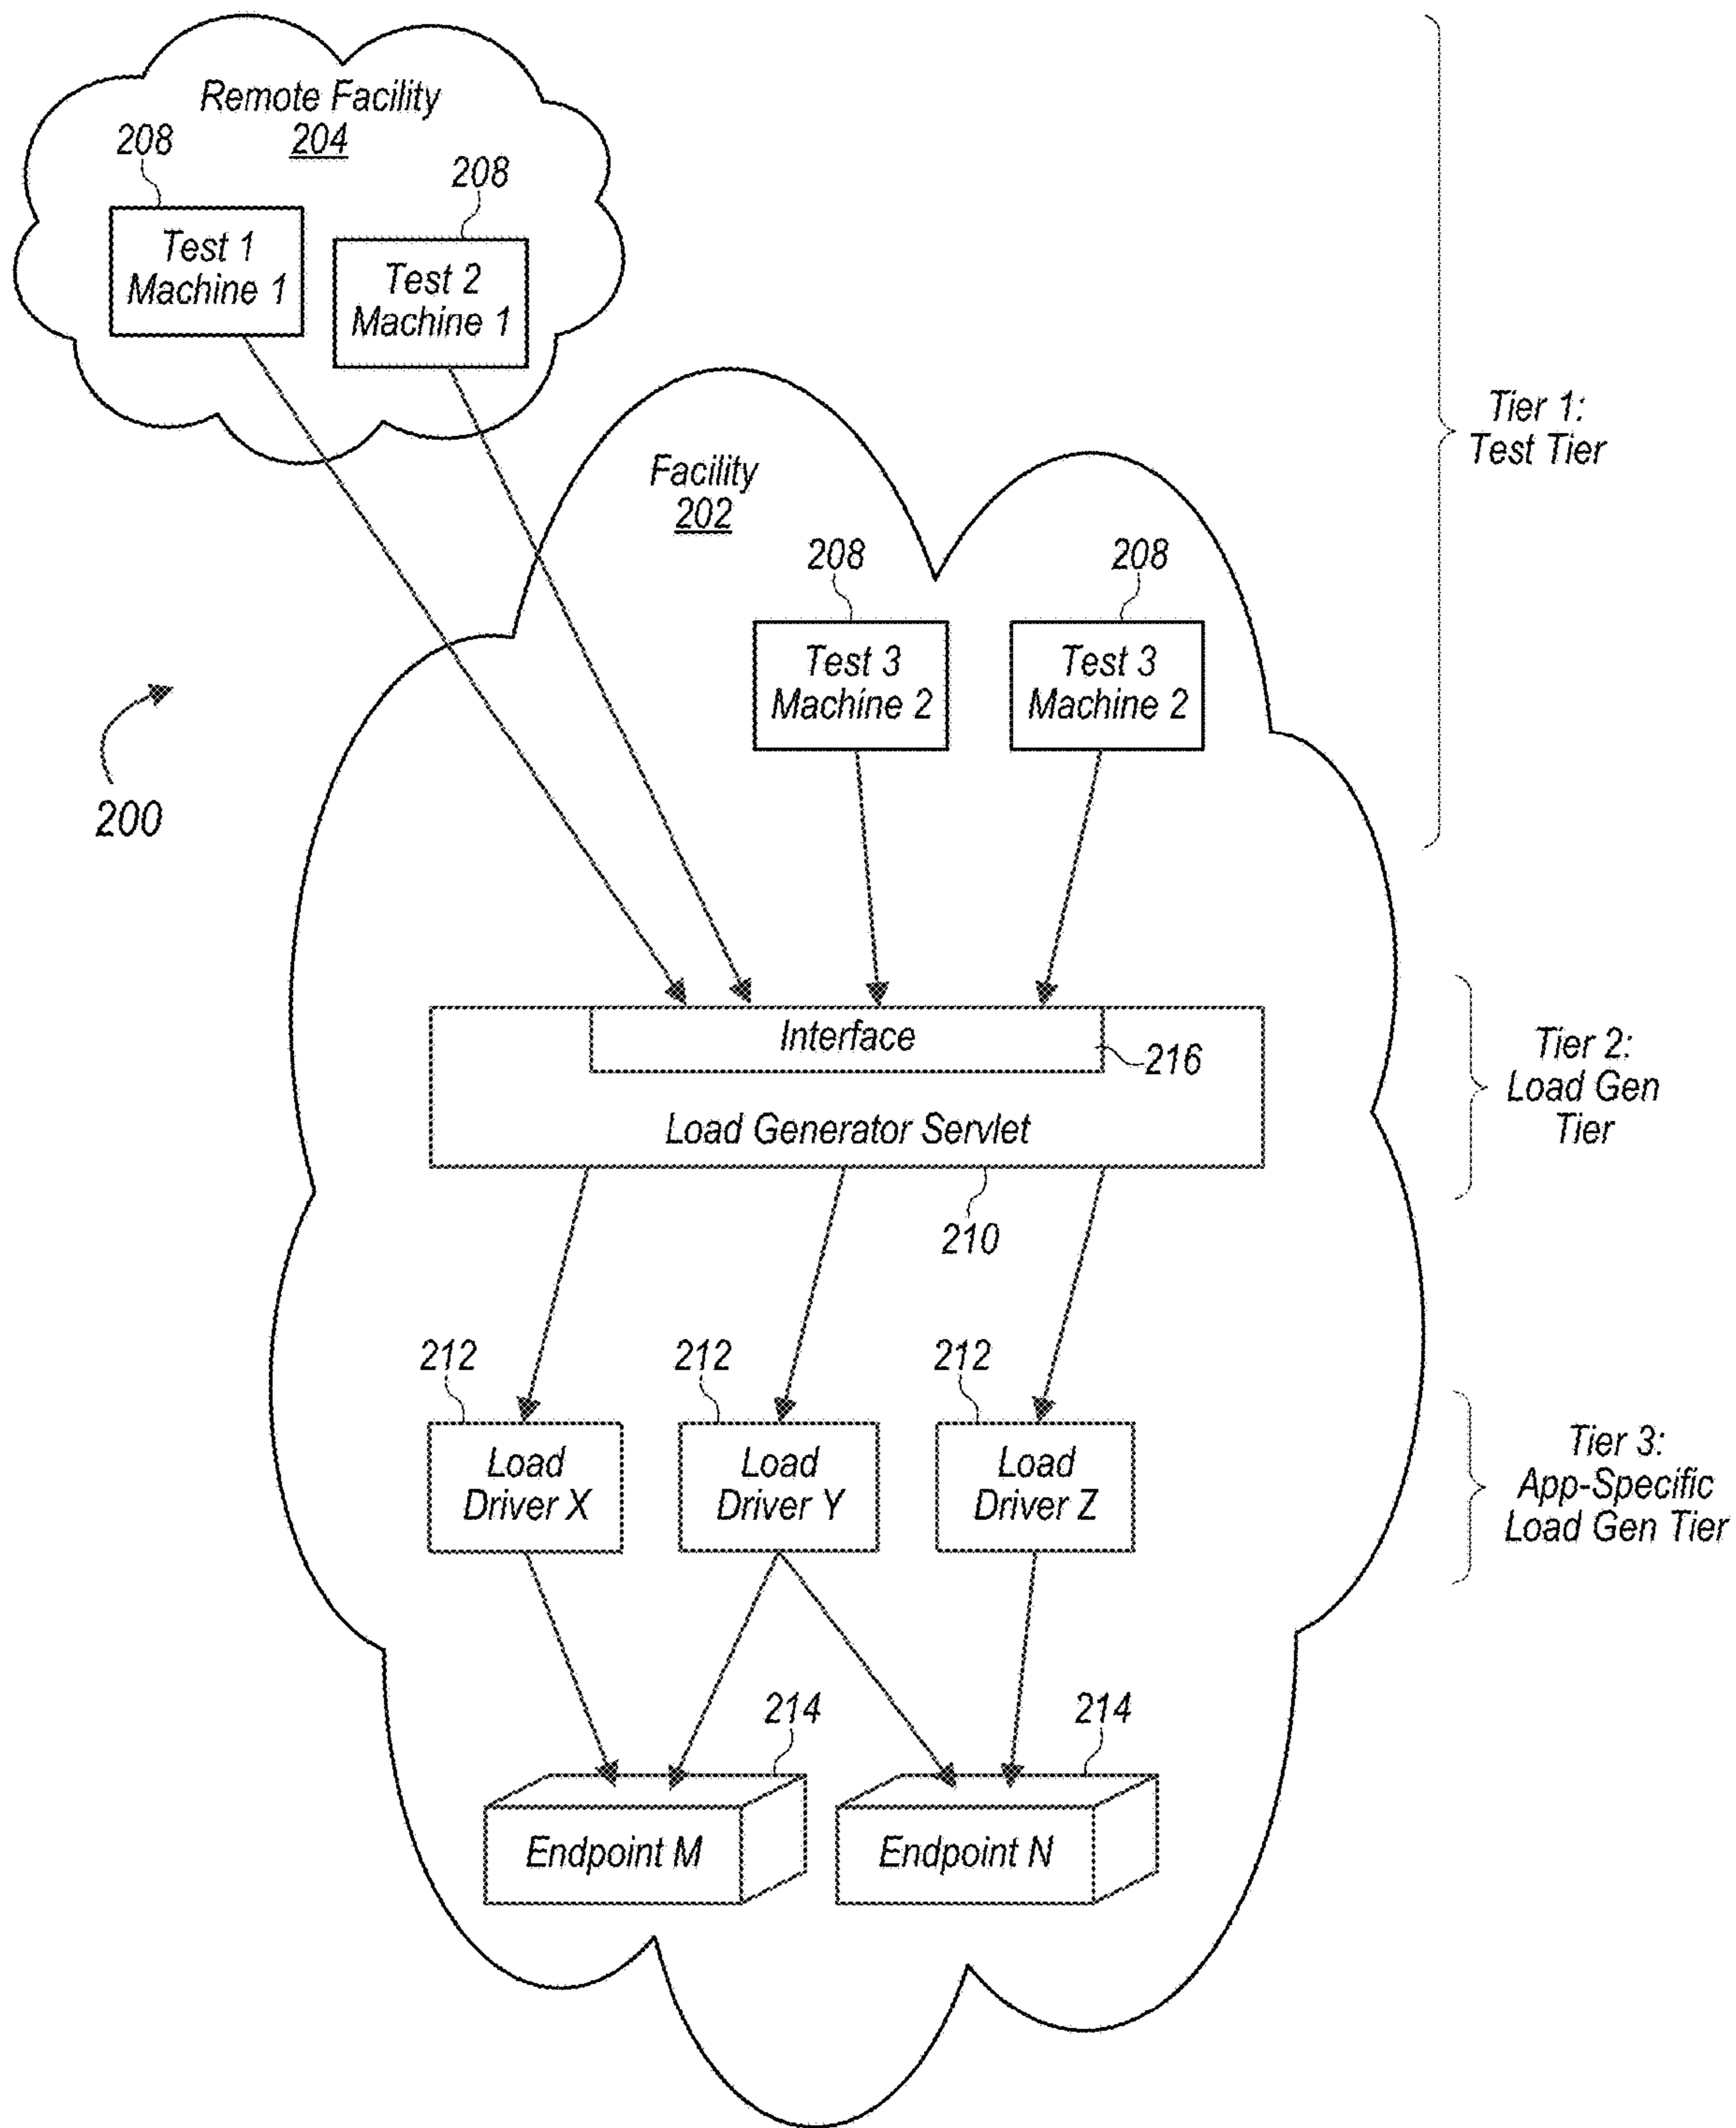 Remote Facility
204
208
208
Test 1
Machine 1
Test 2
Machine 1
Tier 1:
Test Tier
Facility
202
208
208
Test 3
Machine 2
Test 3
Machine 2
200
Interface
216
Load Generator Servlet
210
Tier 2:
Load Gen
Tier
212
212
212
Load
Driver X
Load
Driver Y
Load
Driver Z
Tier 3:
App-Specific
Load Gen Tier
214
214
Endpoint M
Endpoint N